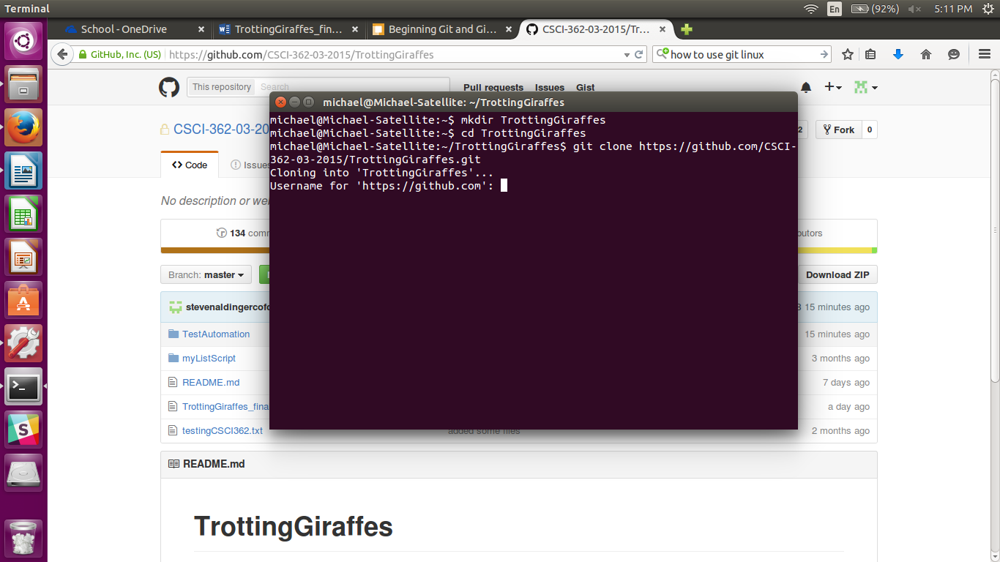 Terminal
En
(92%)
5:11 PM
School - OneDrive
TrottingGiraffes_fin...
Beginning Git and Gi...
CSCI-362-03-2015/Tr...
GitHub, Inc. (US)
https://github.com/CSCI-362-03-2015/TrottingGiraffes
how to use git linux
This repository
Search
Pull requests
Issues
Gist
michael@Michael-Satellite: ~/TrottingGiraffes
michael@Michael-Satellite:~$ mkdir TrottingGiraffes
michael@Michael-Satellite:~$ cd TrottingGiraffes
michael@Michael-Satellite:~/TrottingGiraffes$ git clone https://github.com/CSCI-
362-03-2015/TrottingGiraffes.git
Cloning into 'TrottingGiraffes'...
Username for 'https://github.com':
CSCI-362-03-20
2
Fork
0
Code
Issues
No description or we
134 comm
butors
Branch: master
Download ZIP
stevenaldingercofc
15 minutes ago
TestAutomation
15 minutes ago
myListScript
3 months ago
README.md
7 days ago
TrottingGiraffes_fina
a day ago
testingCSCI362.txt
added some files
2 months ago
README.md
TrottingGiraffes